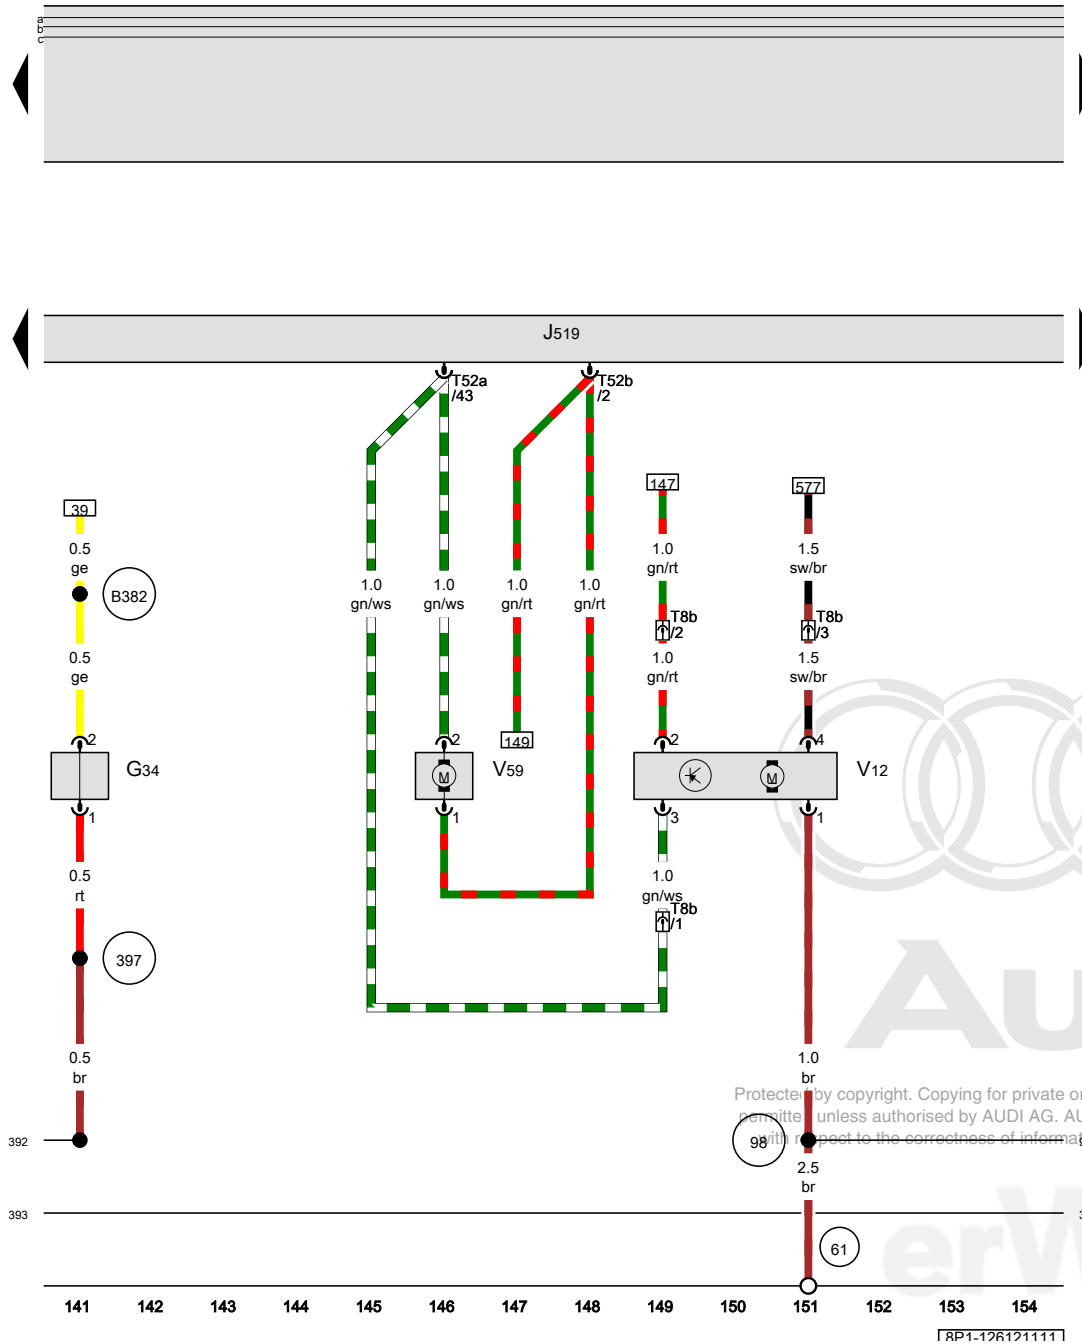 a
b
c
J519
T52a
/43
T52b
/2
39
147
577
0.5
ge
1.0
gn/rt
1.5
sw/br
B382
1.0
gn/ws
1.0
gn/ws
1.0
gn/rt
1.0
gn/rt
T8b
/2
T8b
/3
0.5
ge
1.0
gn/rt
1.5
sw/br
2
2
149
2
4
G34
M
V59
M
V12
1
1
3
1
0.5
rt
1.0
gn/ws
T8b
/1
397
Au
0.5
br
1.0
br
Protected by copyright. Copying for private or
unless authorised by AUDI AG. AU
392
98
with respect to the correctness of informat
2.5
br
393
61
erW
141 142 143 144 145 146 147 148 149 150 151 152 153 154
8P1-126121111